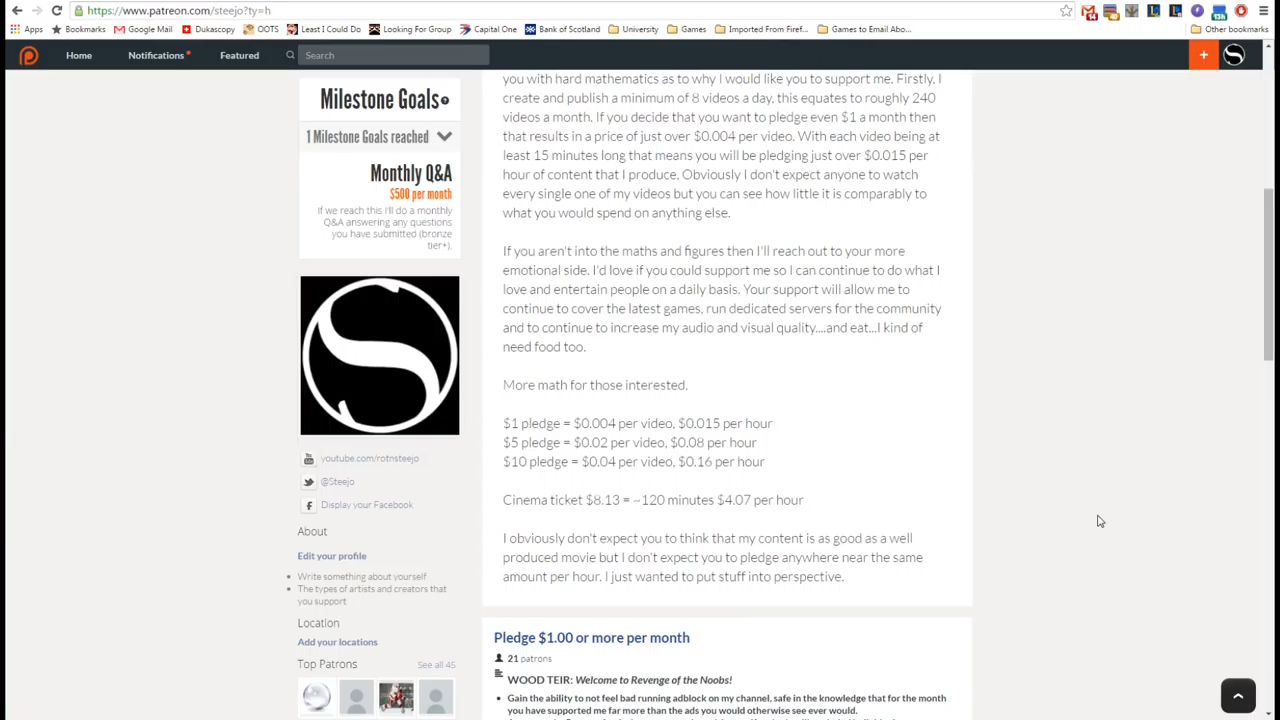 https://www.patreon.com/steejo?ty=h
Apps Bookmarks Google Mail Dukascopy OOTS Least I Could Do Looking For Group Capital One Bank of Scotland University Games Imported From Firef... Games to Email Abo... Other bookmarks
Home Notifications Featured Search
Milestone Goals
1 Milestone Goals reached
Monthly Q&A
$500 per month
If we reach this I'll do a monthly
Q&A answering any questions
you have submitted (bronze
tier+).
youtube.com/rotnsteejo
@Steejo
Display your Facebook
About
Edit your profile
Write something about yourself
The types of artists and creators that
you support
Location
Add your locations
Top Patrons See all 45
you with hard mathematics as to why I would like you to support me. Firstly. I
create and publish a minimum of 8 videos a day, this equates to roughly 240
videos a month. If you decide that you want to pledge even $1 a month then
that results in a price of just over $0.004 per video. With each video being at
least 15 minutes long that means you will be pledging just over $0.015 per
hour of content that I produce. Obviously I don't expect anyone to watch
every single one of my videos but you can see how little it is comparably to
what you would spend on anything else.
If you aren't into the maths and figures then I'll reach out to your more
emotional side. I'd love if you could support me so I can continue to do what I
love and entertain people on a daily basis. Your support will allow me to
continue to cover the latest games, run dedicated servers for the community
and to continue to increase my audio and visual quality....and eat...I kind of
need food too.
More math for those interested.
$1 pledge = $0.004 per video, $0.015 per hour
$5 pledge = $0.02 per video, $0.08 per hour
$10 pledge = $0.04 per video, $0.16 per hour
Cinema ticket $8.13 = ~120 minutes $4.07 per hour
I obviously don't expect you to think that my content is as good as a well
produced movie but I don't expect you to pledge anywhere near the same
amount per hour. I just wanted to put stuff into perspective.
Pledge $1.00 or more per month
21 patrons
WOOD TEIR: Welcome to Revenge of the Noobs!
Gain the ability to not feel bad running adblock on my channel, safe in the knowledge that for the month
you have supported me far more than the ads you would otherwise see ever would.